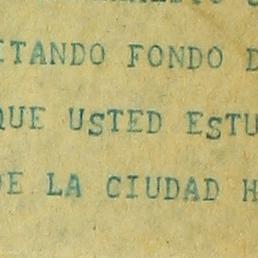 ITANDO FONDO D
QUE USTED ESTU
DE LA CIUDAD H